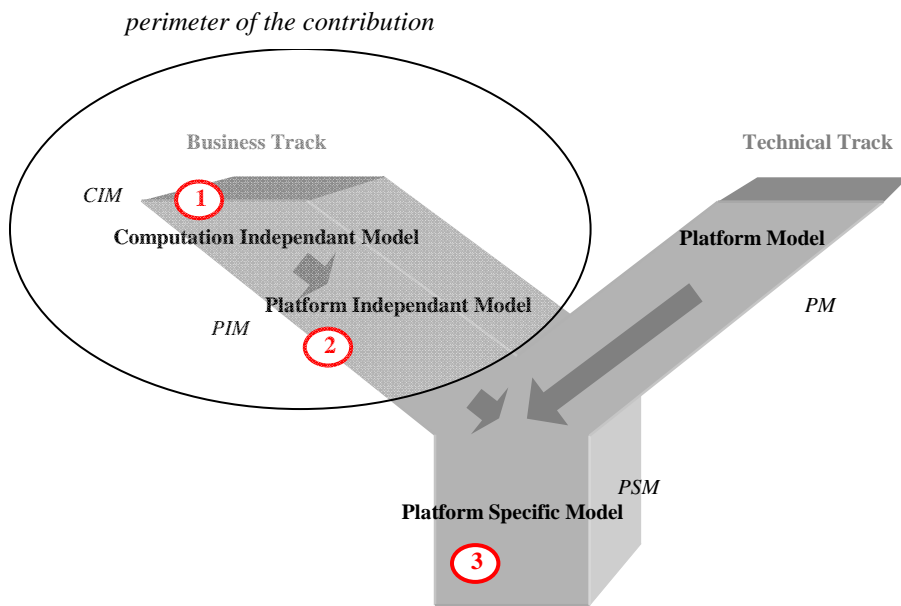 perimeter of the contribution
Business Track
Technical Track
CIM
1
Computation Independant Model
Platform Model
Platform Independant Model
PIM
PM
2
PSM
Platform Specific Model
3